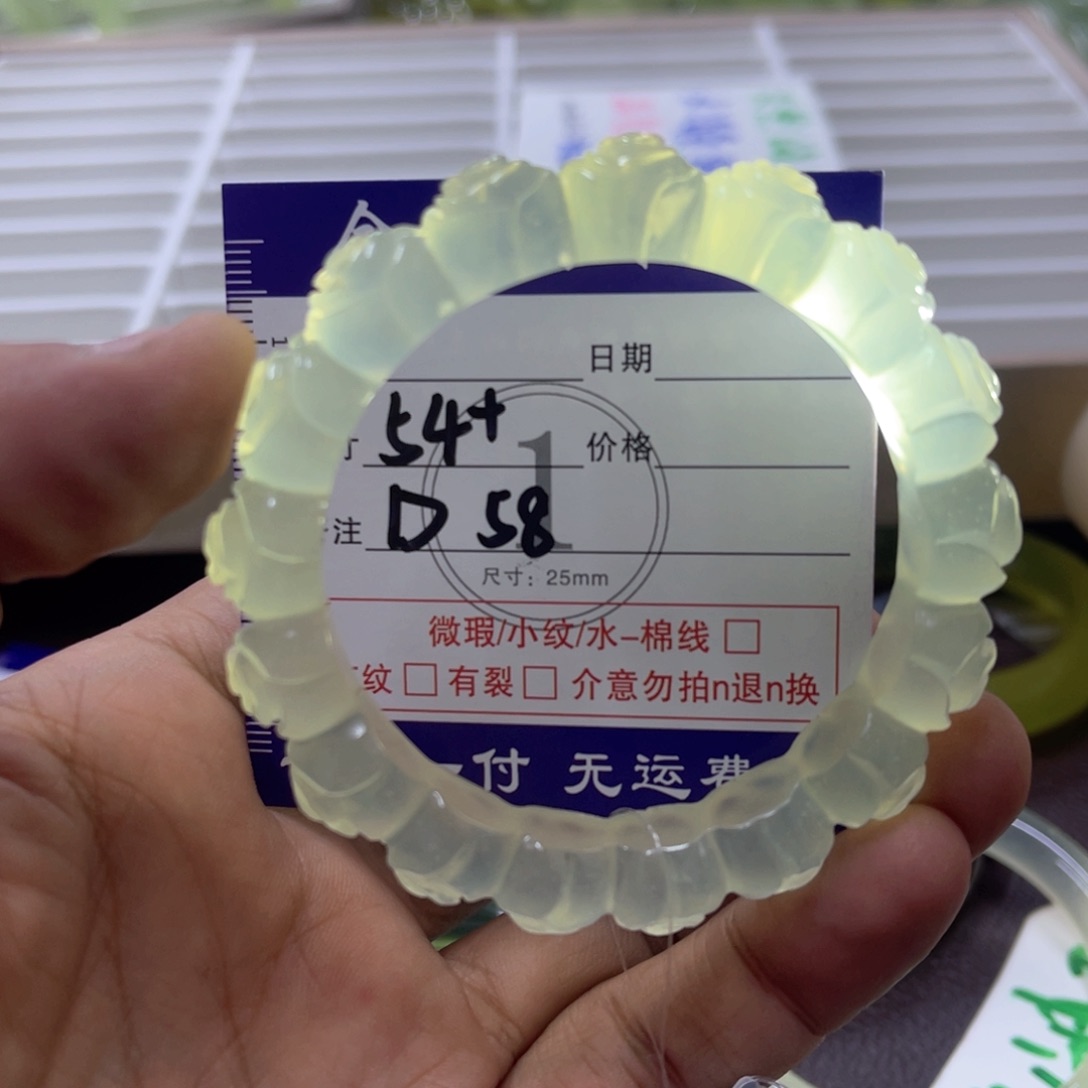 日期
54+
价格
注 D 58
1
尺寸：25mm
微瑕/小纹/水-棉线 □
纹 □ 有裂 □ 介意勿拍n退n换
付 无运费